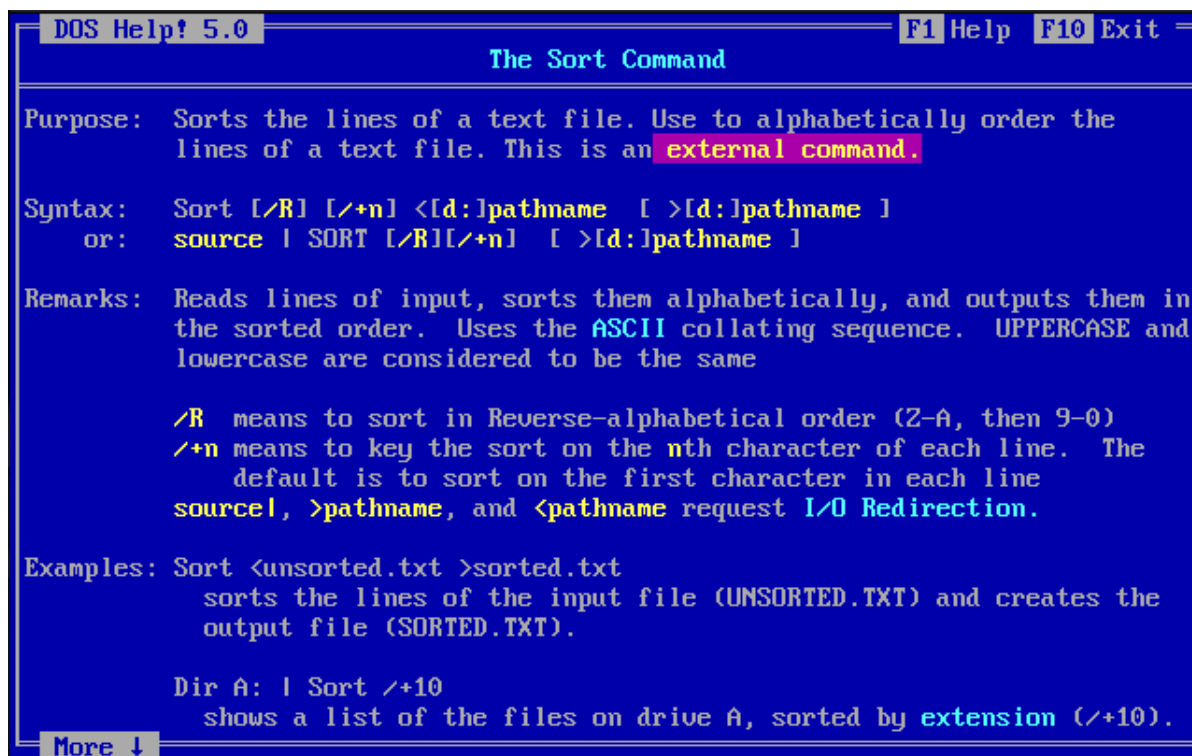 DOS Help! 5.0 F1 Help F10 Exit
The Sort Command
Purpose: Sorts the lines of a text file. Use to alphabetically order the
lines of a text file. This is an external command.
Syntax: Sort [/R] [/+n] <[d:]pathname [ >[d:]pathname ]
or: source | SORT [/R][/+n] [ >[d:]pathname ]
Remarks: Reads lines of input, sorts them alphabetically, and outputs them in
the sorted order. Uses the ASCII collating sequence. UPPERCASE and
lowercase are considered to be the same
/R means to sort in Reverse-alphabetical order (Z-A, then 9-0)
/+n means to key the sort on the nth character of each line. The
default is to sort on the first character in each line
source|, >pathname, and <pathname request I/O Redirection.
Examples: Sort <unsorted.txt >sorted.txt
sorts the lines of the input file (UNSORTED.TXT) and creates the
output file (SORTED.TXT).
Dir A: | Sort /+10
shows a list of the files on drive A, sorted by extension (/+10).
More ↓